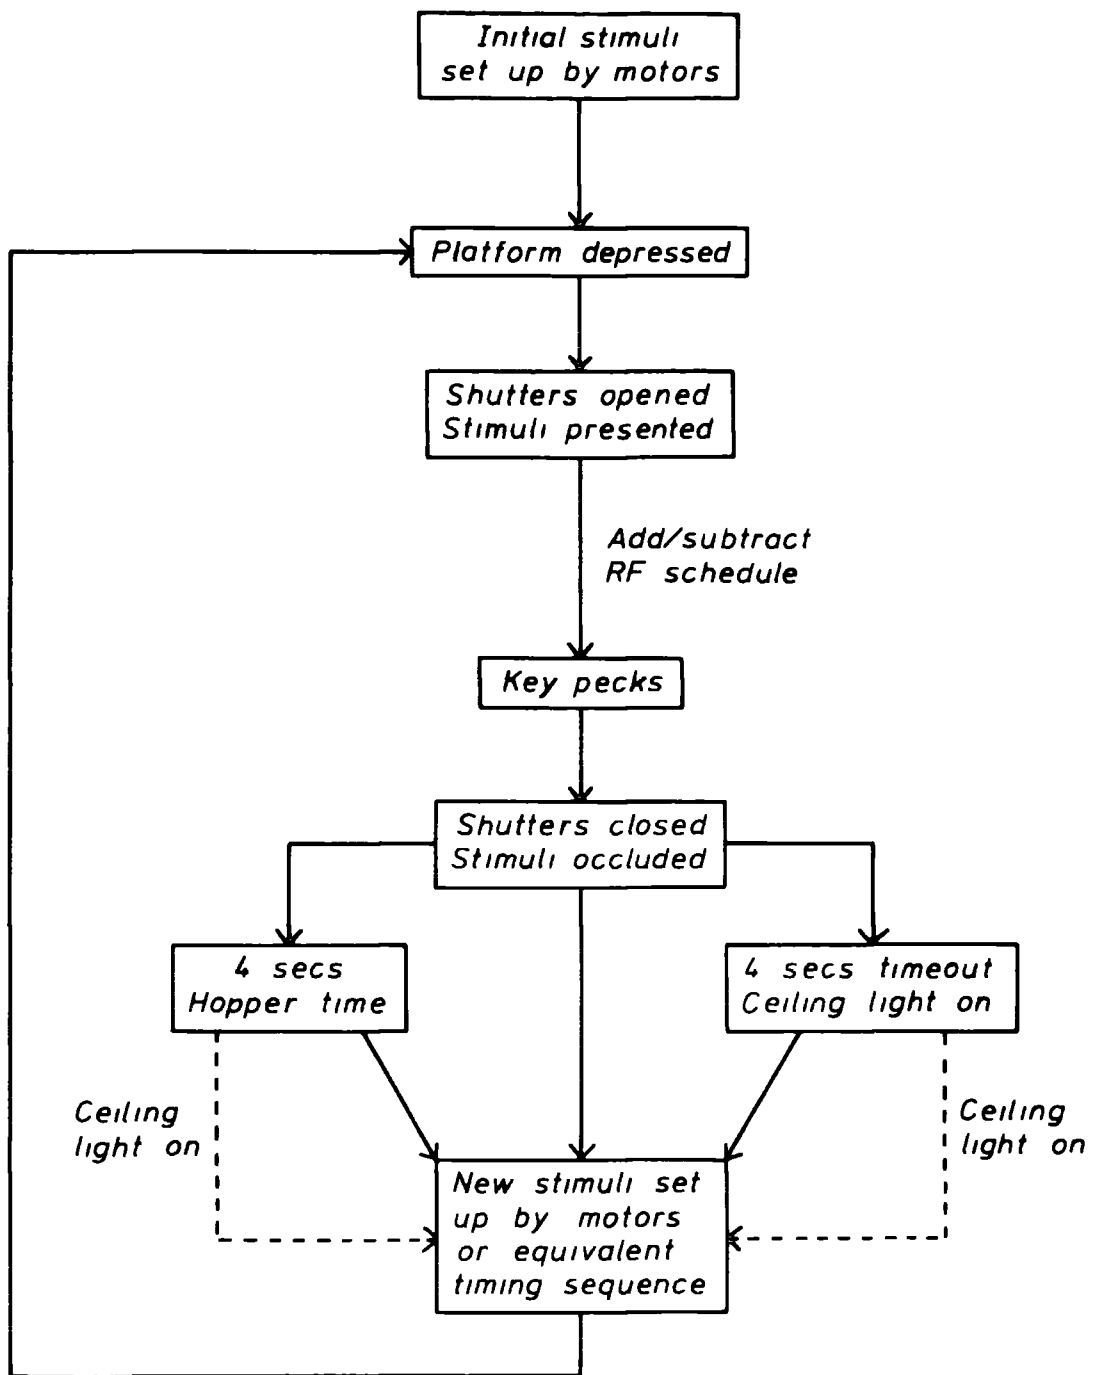 Initial stimuli
set up by motors
Platform depressed
Shutters opened
Stimuli presented
Add/subtract
RF schedule
Key pecks
Shutters closed
Stimuli occluded
4 secs
Hopper time
4 secs timeout
Ceiling light on
Ceiling
light on
Ceiling
light on
New stimuli set
up by motors
or equivalent
timing sequence